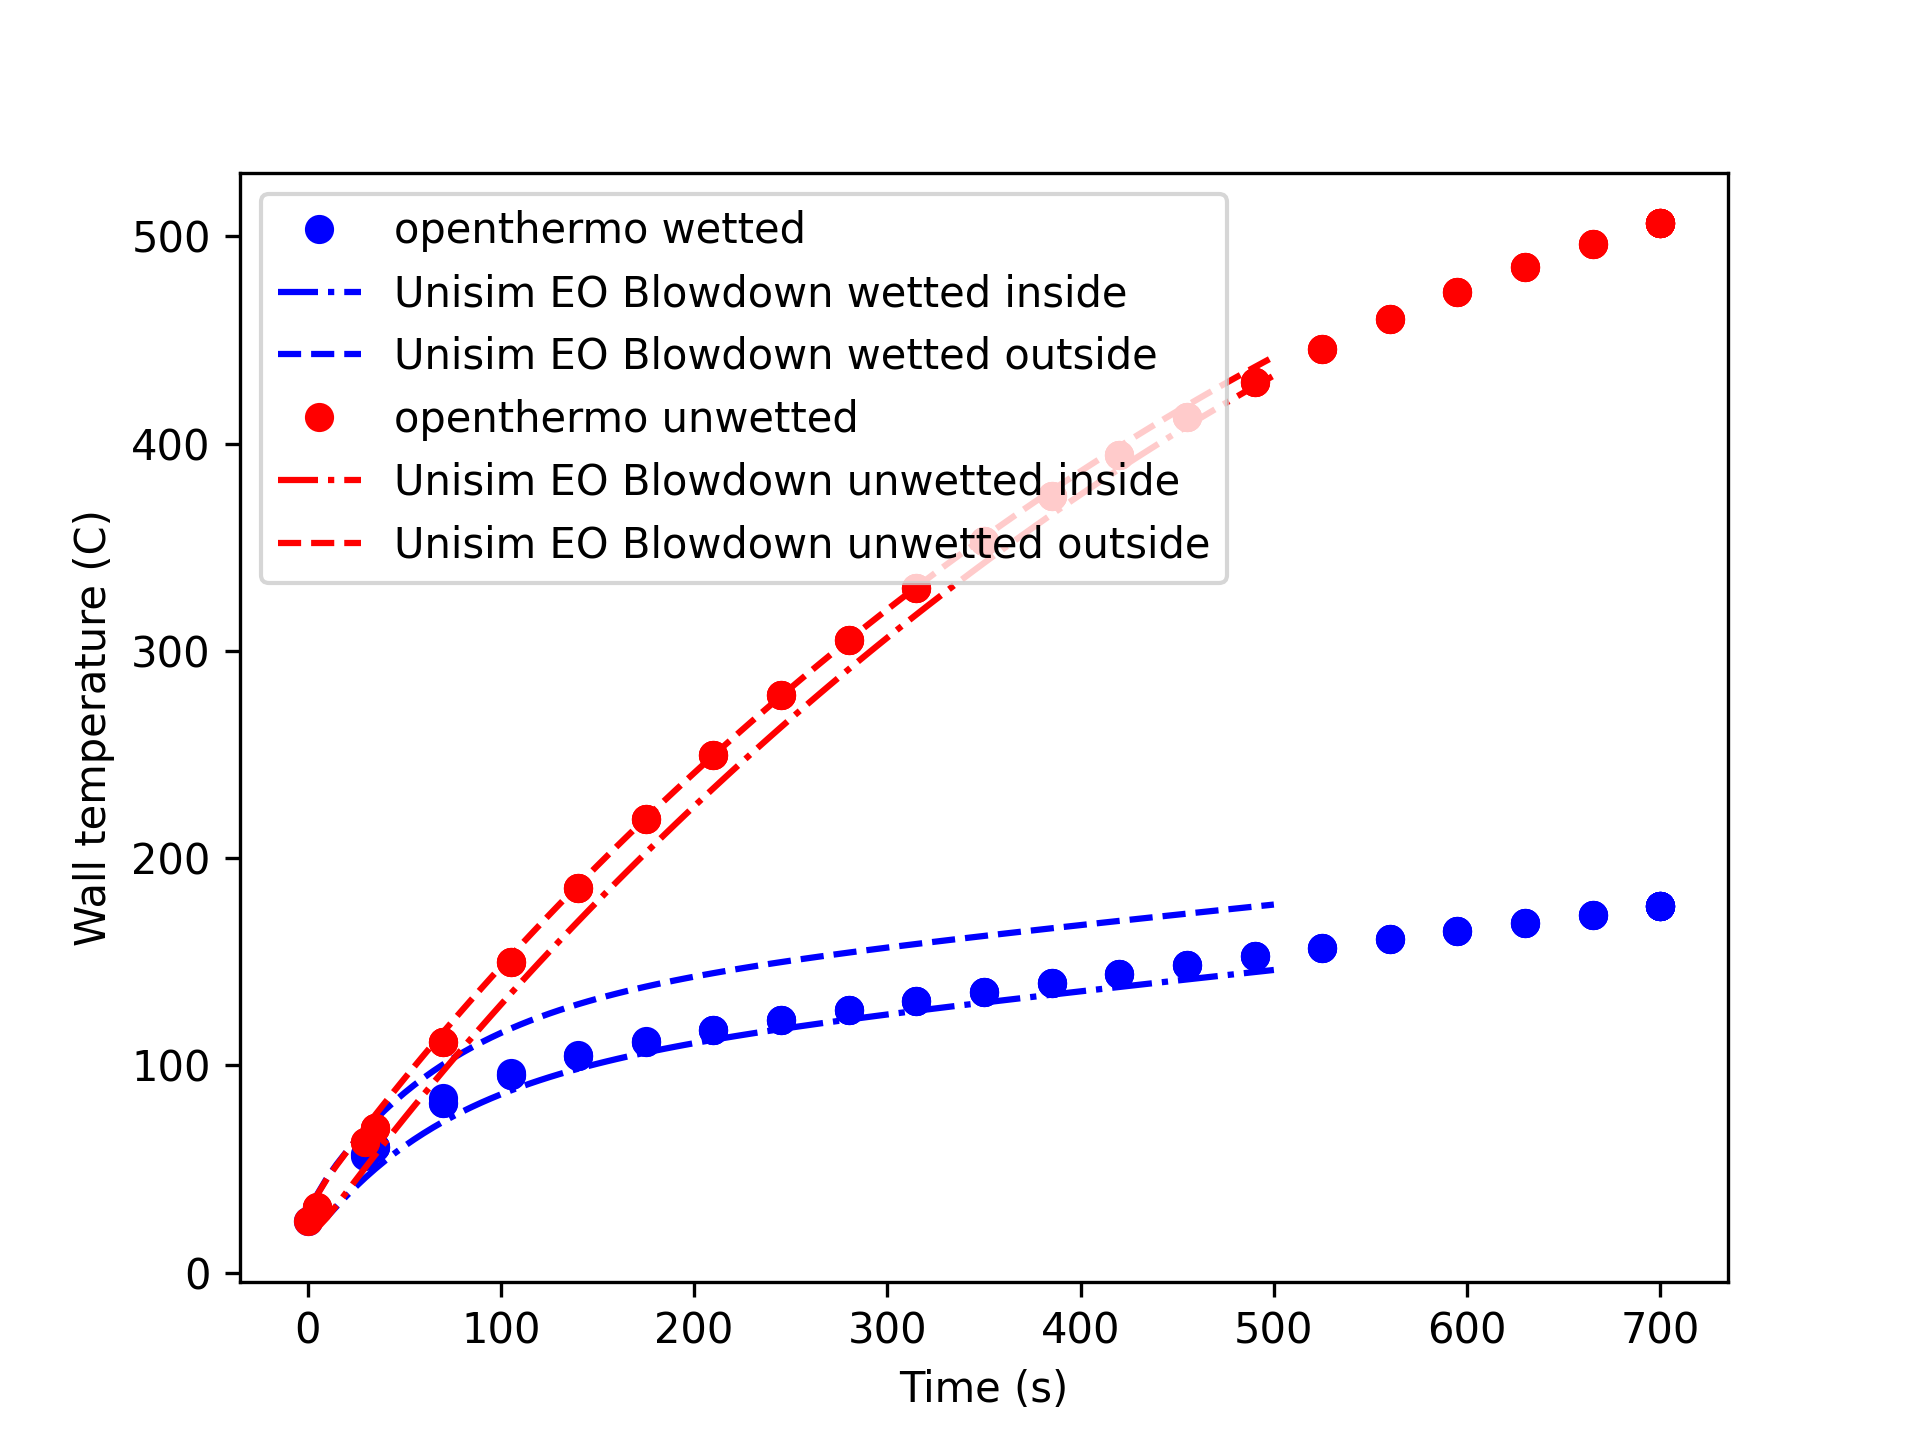 openthermo wetted
Unisim EO Blowdown wetted inside
Unisim EO Blowdown wetted outside
openthermo unwetted
Unisim EO Blowdown unwetted inside
Unisim EO Blowdown unwetted outside
Wall temperature (C)
500
400
300
200
100
0
0 100 200 300 400 500 600 700
Time (s)